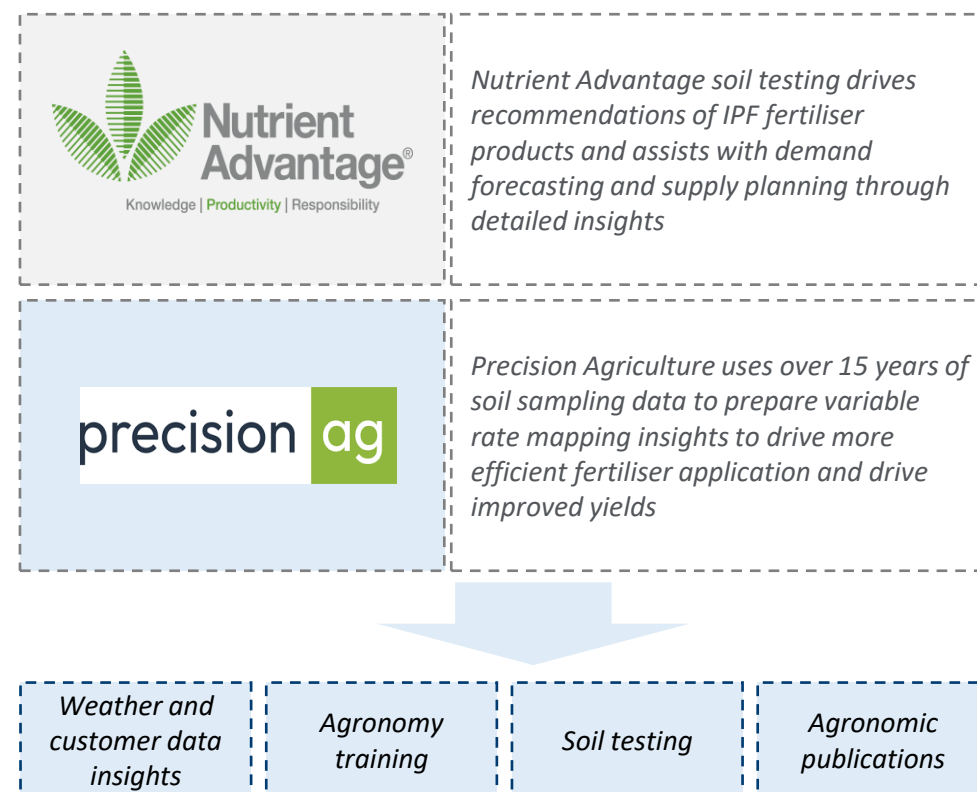 Nutrient
Advantage®
Knowledge | Productivity | Responsibility
Nutrient Advantage soil testing drives
recommendations of IPF fertiliser
products and assists with demand
forecasting and supply planning through
detailed insights
precision ag
Precision Agriculture uses over 15 years of
soil sampling data to prepare variable
rate mapping insights to drive more
efficient fertiliser application and drive
improved yields
Weather and
customer data
insights
Agronomy
training
Soil testing
Agronomic
publications